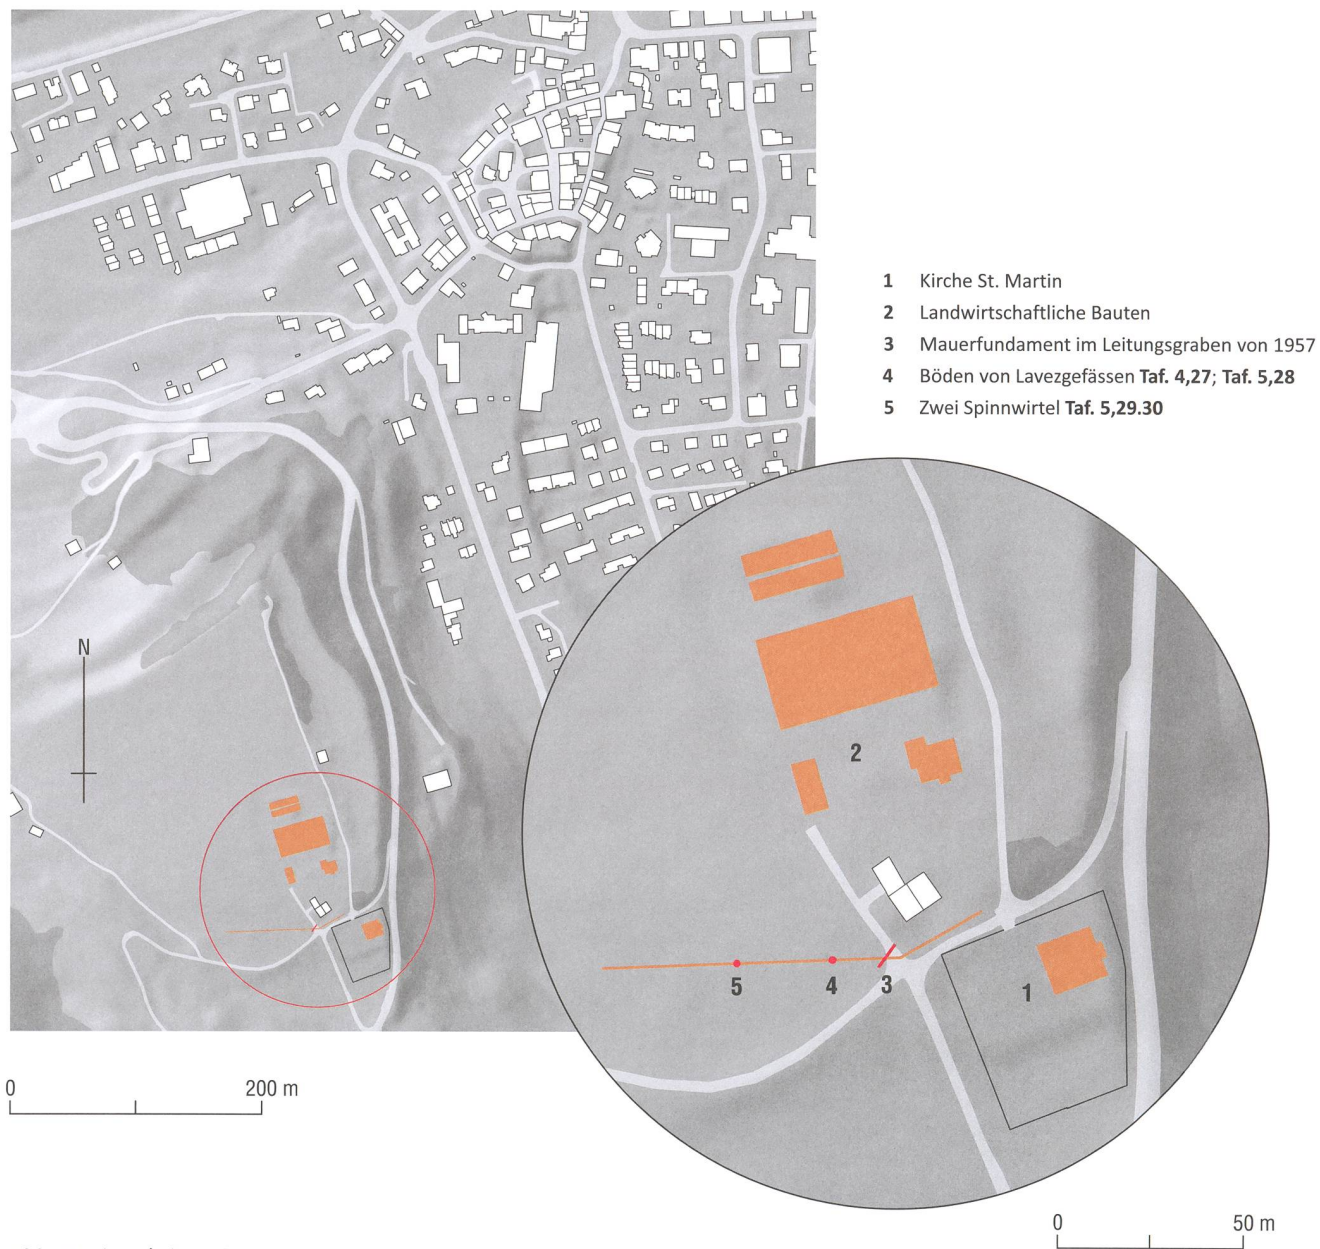 1 Kirche St. Martin
2 Landwirtschaftliche Bauten
3 Mauerfundament im Leitungsgraben von 1957
4 Böden von Lavezgefässen Taf. 4,27; Taf. 5,28
5 Zwei Spinnwirtel Taf. 5,29.30
N
2
5 4 3 1
0 200 m
0 50 m